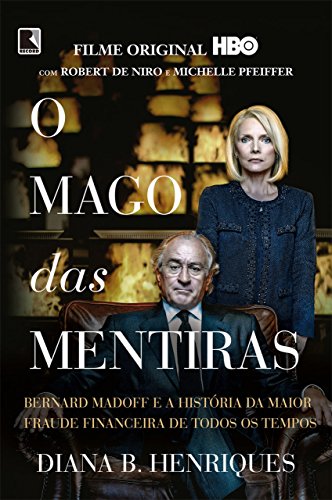 RECORD
FILME ORIGINAL HBO
COM ROBERT DE NIRO E MICHELLE PFEIFFER
O
MAGO
das
MENTIRAS
BERNARD MADOFF E A HISTÓRIA DA MAIOR
FRAUDE FINANCEIRA DE TODOS OS TEMPOS
DIANA B. HENRIQUES